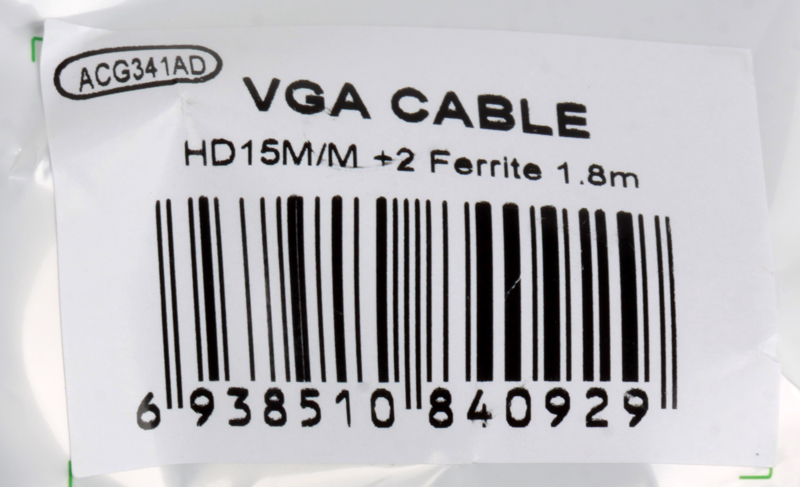 ACG341AD
VGA CABLE
HD15M/M +2 Ferrite 1.8m
6 938510 840929